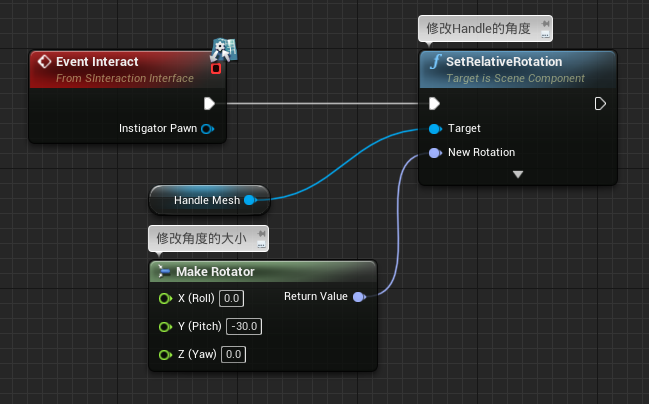 修改Handle的角度
Event Interact
From SInteraction Interface
Instigator Pawn
SetRelativeRotation
Target is Scene Component
Target
New Rotation
Handle Mesh
修改角度的大小
Make Rotator
X (Roll) 0.0
Return Value
Y (Pitch) -30.0
Z (Yaw) 0.0